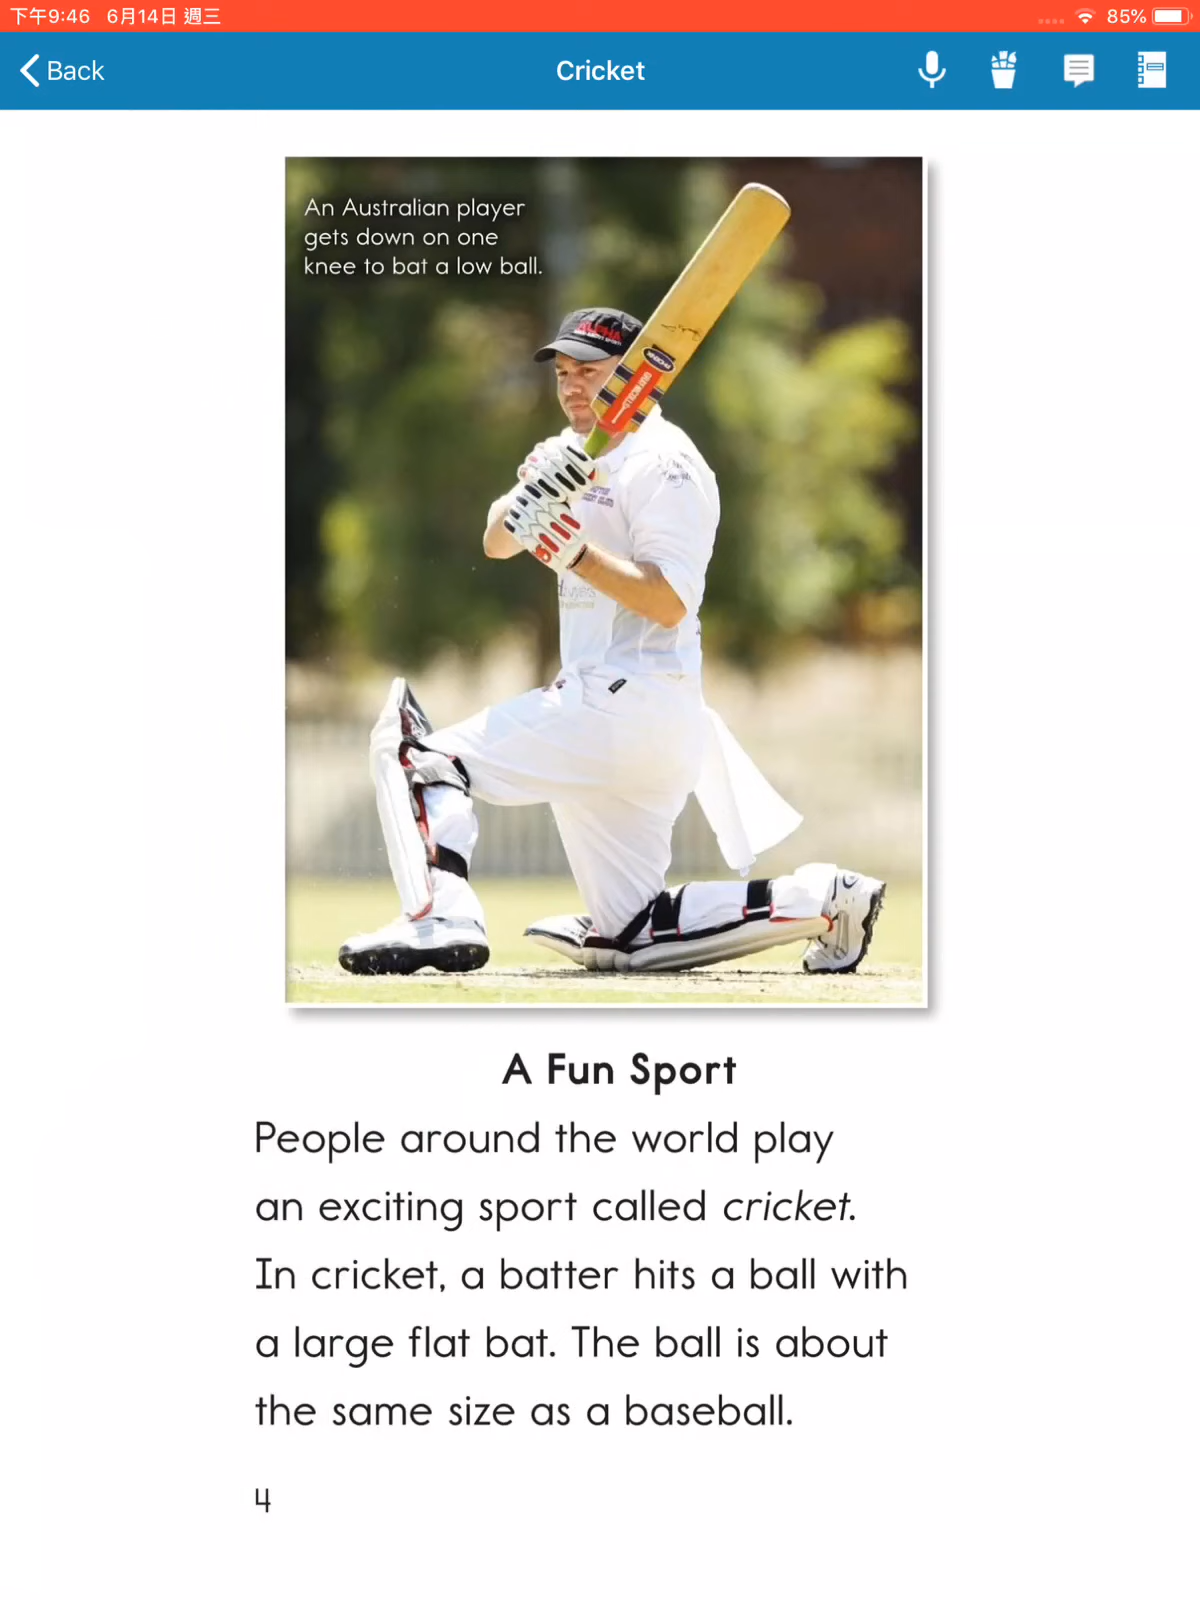 下午9:46 6月14日 週三
85%
Back
Cricket
An Australian player
gets down on one
knee to bat a low ball.
ALPHA
A Fun Sport
People around the world play
an exciting sport called cricket.
In cricket, a batter hits a ball with
a large flat bat. The ball is about
the same size as a baseball.
4